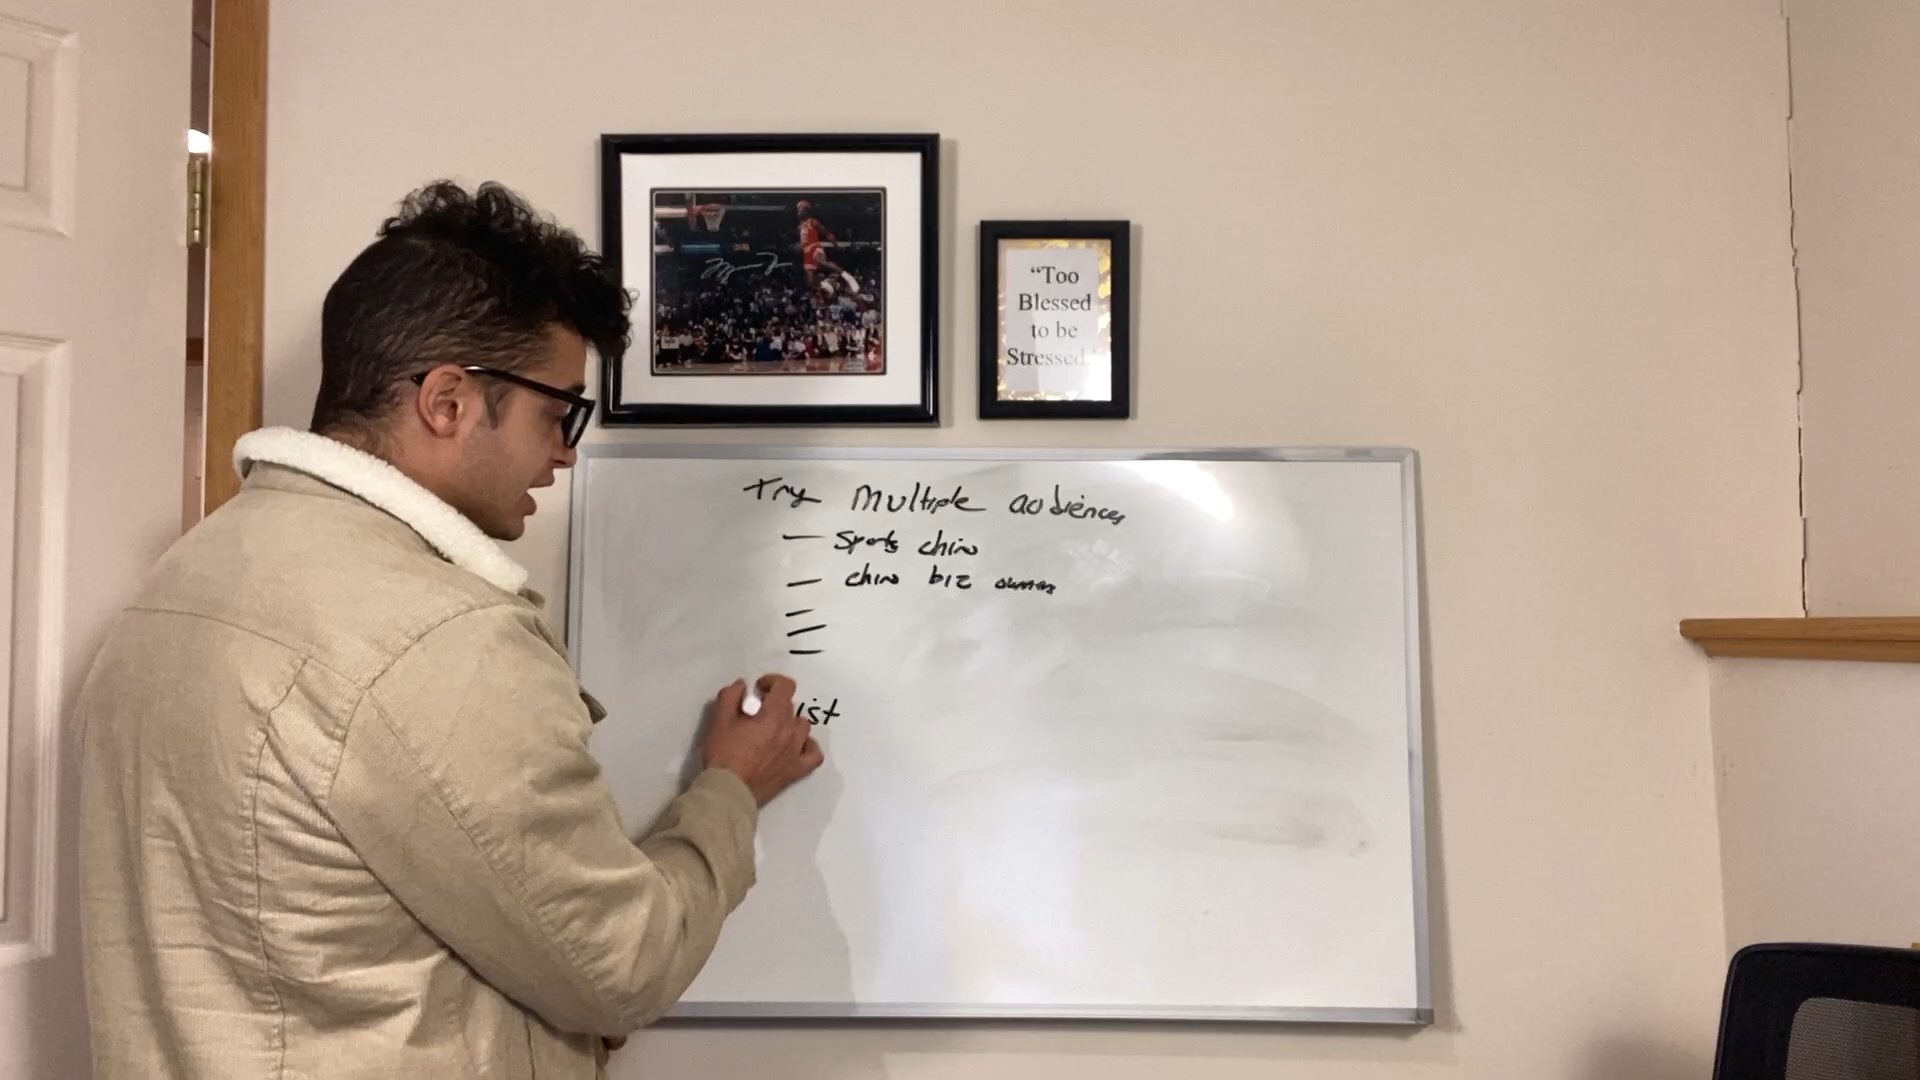 “Too
Blessed
to be
Stressed.”
Try Multiple audiences
— Sports chiro
— chiro biz owners
—
—
—
ist